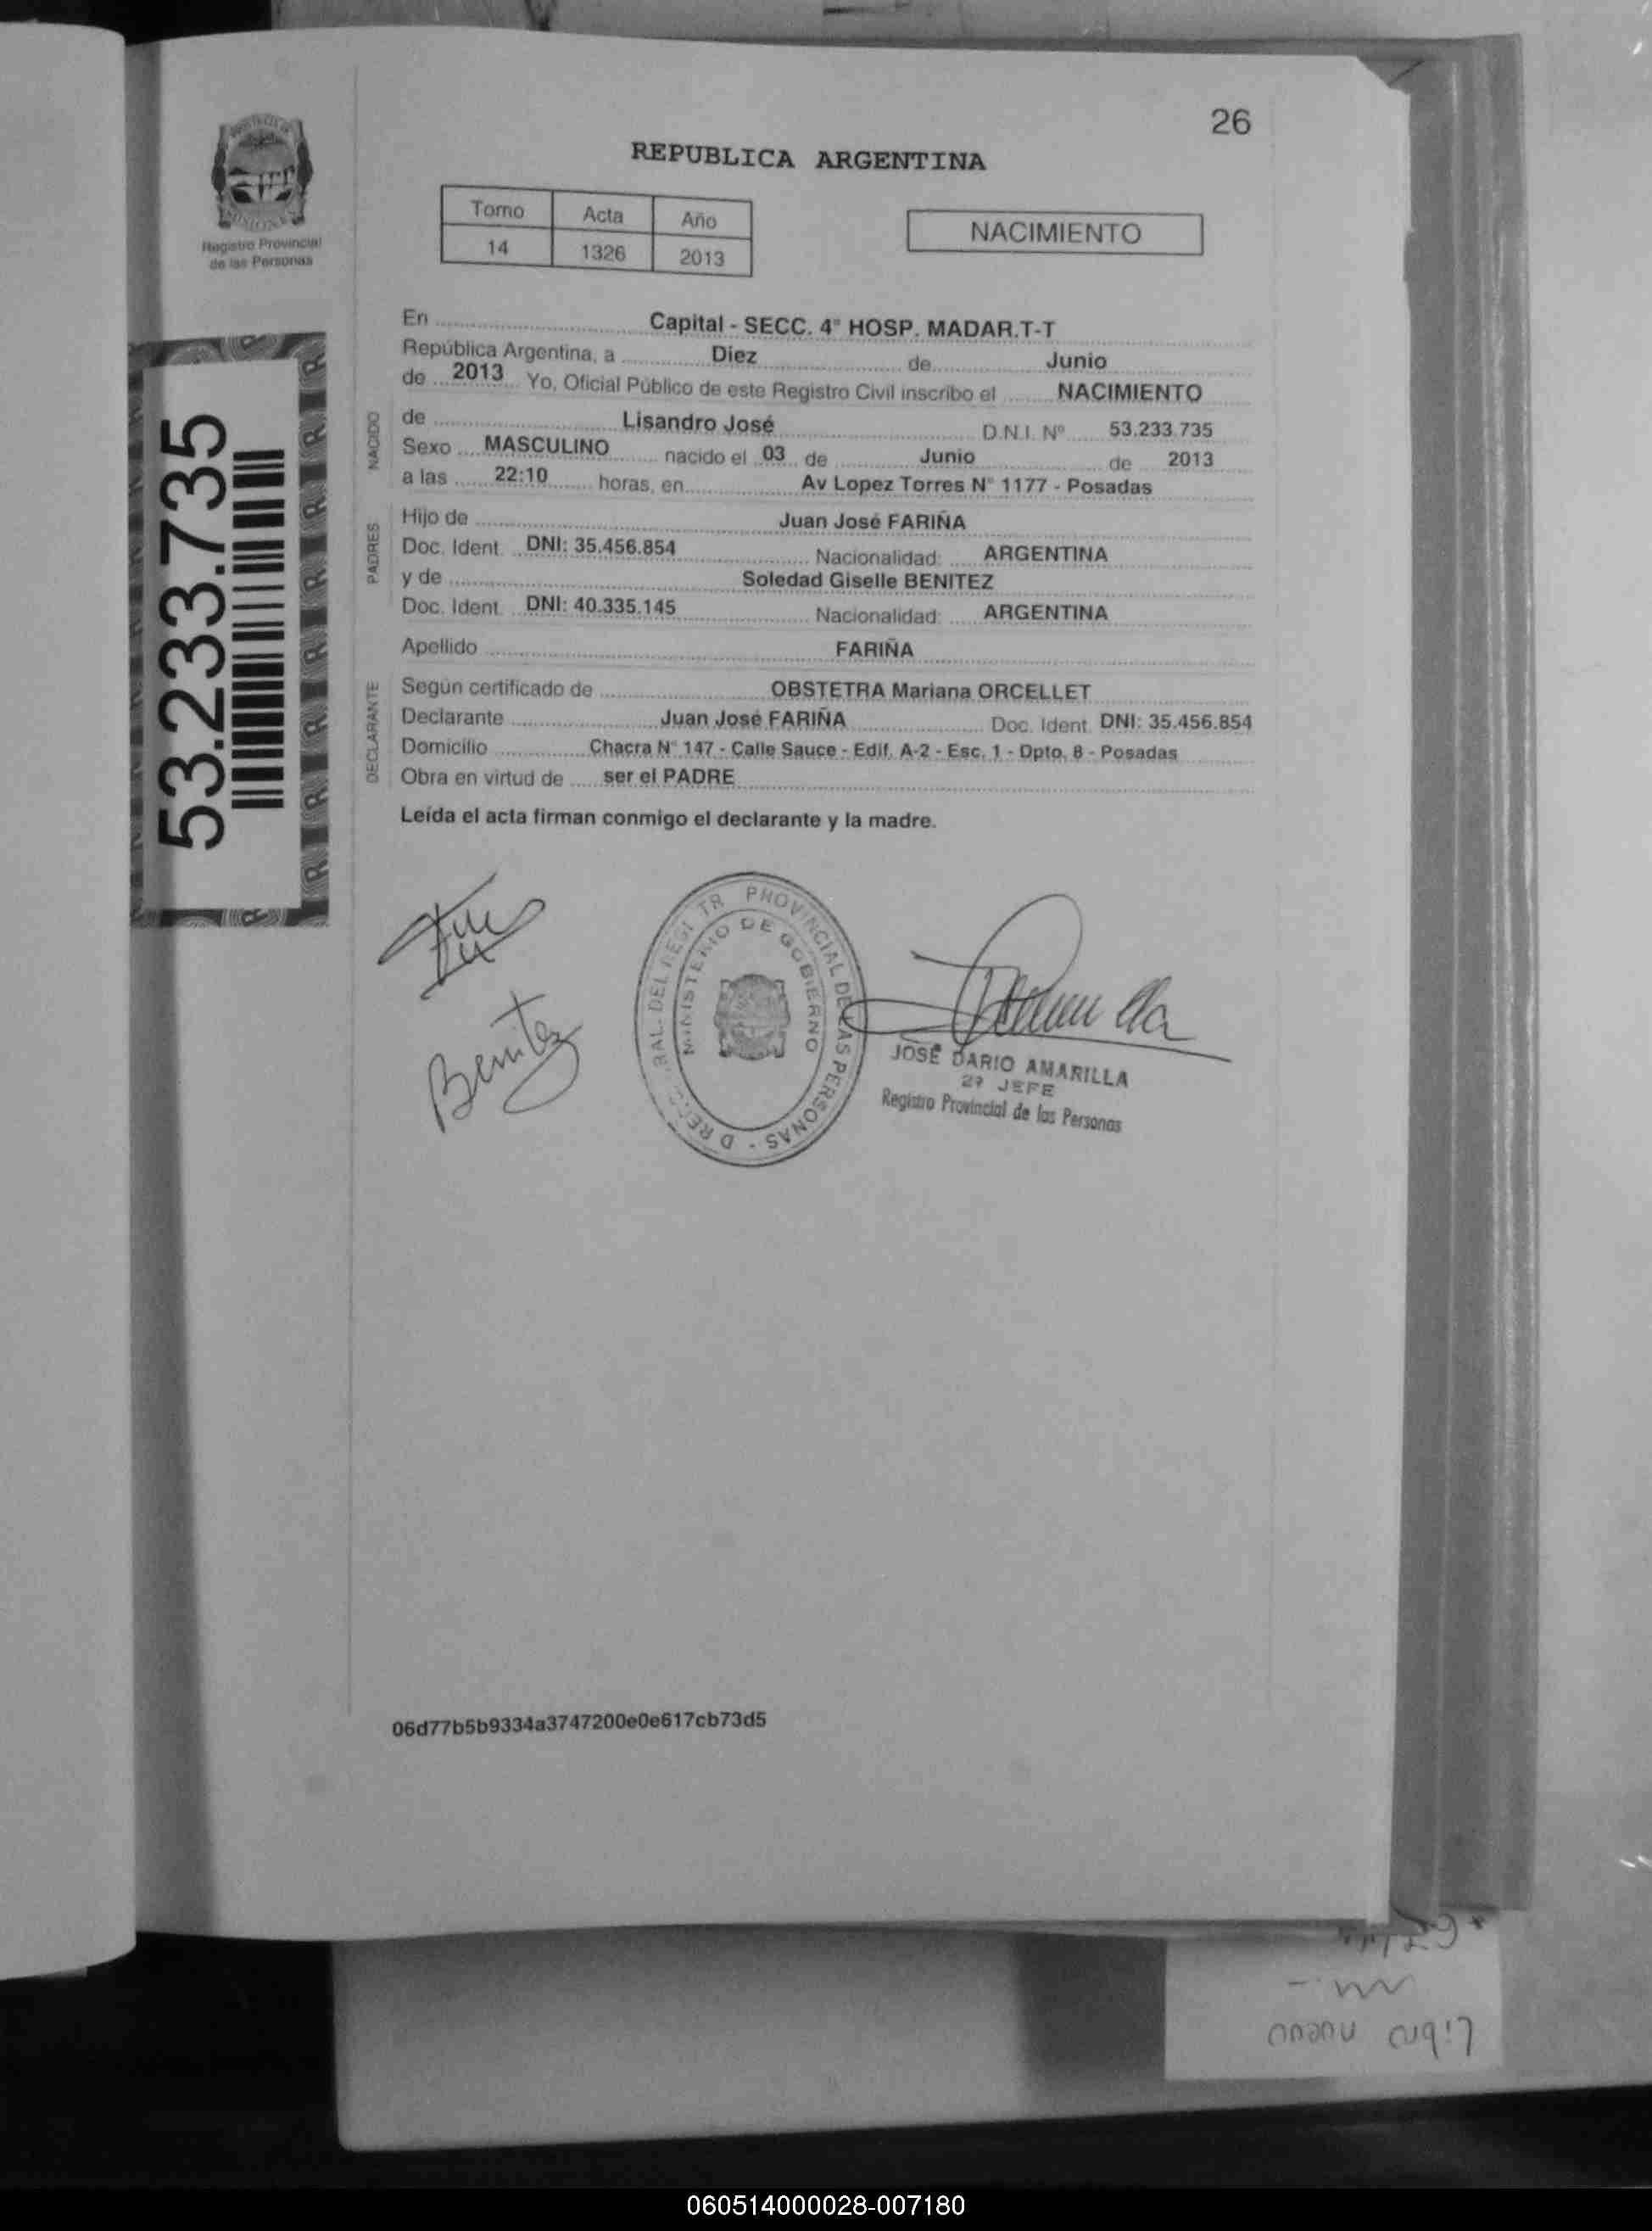 26
REPUBLICA ARGENTINA
Registro Provincial
de las Personas
Tomo Acta Año
14 1326 2013
NACIMIENTO
53.233.735
En Capital - SECC. 4° HOSP. MADAR.T-T
República Argentina, a Diez de Junio
de 2013 Yo, Oficial Público de este Registro Civil inscribo el NACIMIENTO
NACIDO
de Lisandro José D.N.I. Nº 53.233.735
Sexo MASCULINO nacido el 03 de Junio de 2013
a las 22:10 horas, en Av Lopez Torres N° 1177 - Posadas
PADRES
Hijo de Juan José FARIÑA
Doc. Ident. DNI: 35.456.854 Nacionalidad: ARGENTINA
y de Soledad Giselle BENITEZ
Doc. Ident. DNI: 40.335.145 Nacionalidad: ARGENTINA
Apellido FARIÑA
DECLARANTE
Según certificado de OBSTETRA Mariana ORCELLET
Declarante Juan José FARIÑA Doc. Ident. DNI: 35.456.854
Domicilio Chacra N° 147 - Calle Sauce - Edif. A-2 - Esc. 1 - Dpto. 8 - Posadas
Obra en virtud de ser el PADRE
Leída el acta firman conmigo el declarante y la madre.
Benitez
PROVINCIAL DE LAS PERSONAS
MINISTERIO DE GOBIERNO
JOSÉ DARIO AMARILLA
2º JEFE
Registro Provincial de las Personas
06d77b5b9334a3747200e0e617cb73d5
Libro nuevo
060514000028-007180